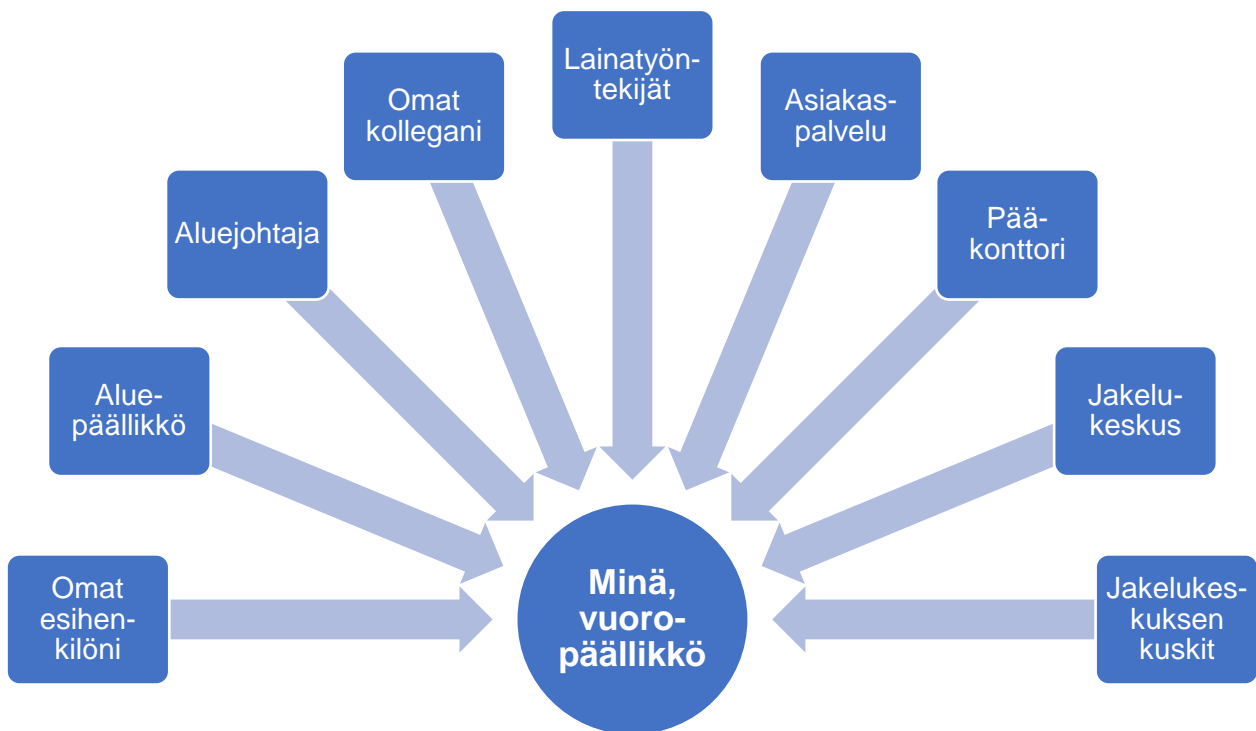 Omat
esihen-
kilöni
Alue-
päällikkö
Aluejohtaja
Omat
kollegani
Lainatyön-
tekijät
Asiakas-
palvelu
Pää-
konttori
Jakelu-
keskus
Jakelukes-
kuksen
kuskit
Minä,
vuoro-
päällikkö